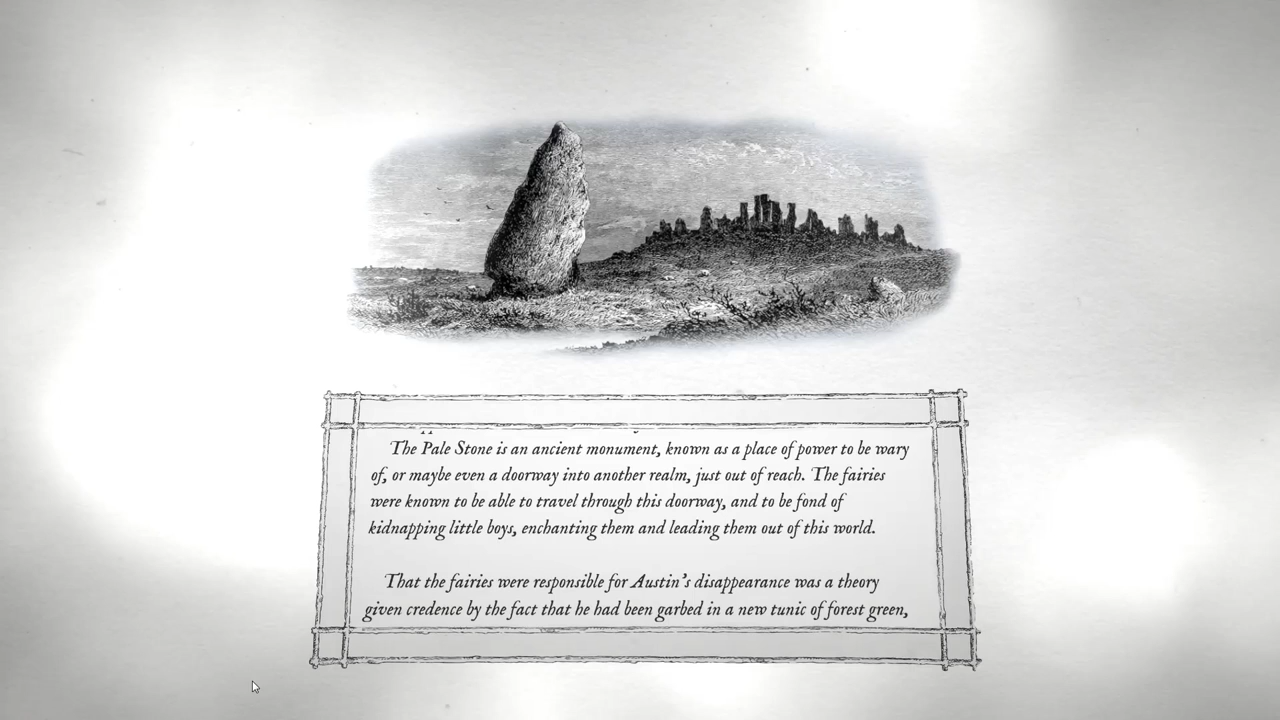 The Pale Stone is an ancient monument, known as a place of power to be wary
of, or maybe even a doorway into another realm, just out of reach. The fairies
were known to be able to travel through this doorway, and to be fond of
kidnapping little boys, enchanting them and leading them out of this world.
That the fairies were responsible for Austin's disappearance was a theory
given credence by the fact that he had been garbed in a new tunic of forest green,